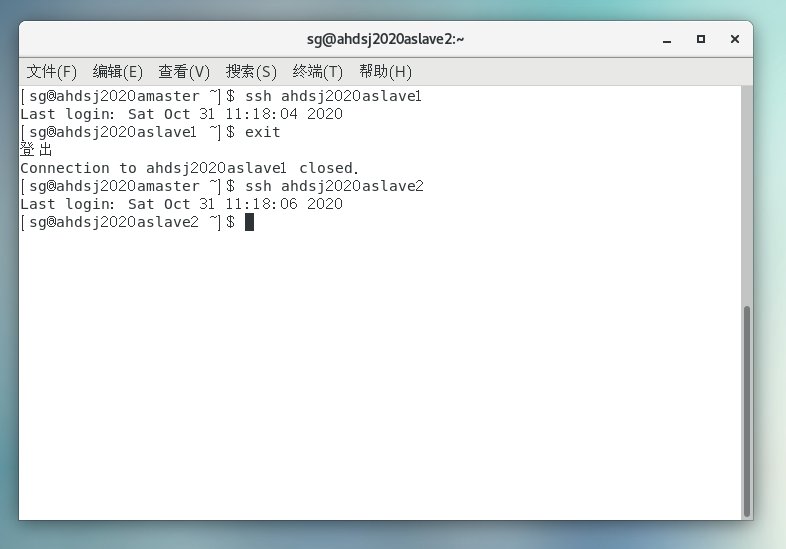 sg@ahdsj2020aslave2:~
文件(F) 编辑(E) 查看(V) 搜索(S) 终端(T) 帮助(H)
[sg@ahdsj2020amaster ~]$ ssh ahdsj2020aslave1
Last login: Sat Oct 31 11:18:04 2020
[sg@ahdsj2020aslave1 ~]$ exit
登出
Connection to ahdsj2020aslave1 closed.
[sg@ahdsj2020amaster ~]$ ssh ahdsj2020aslave2
Last login: Sat Oct 31 11:18:06 2020
[sg@ahdsj2020aslave2 ~]$